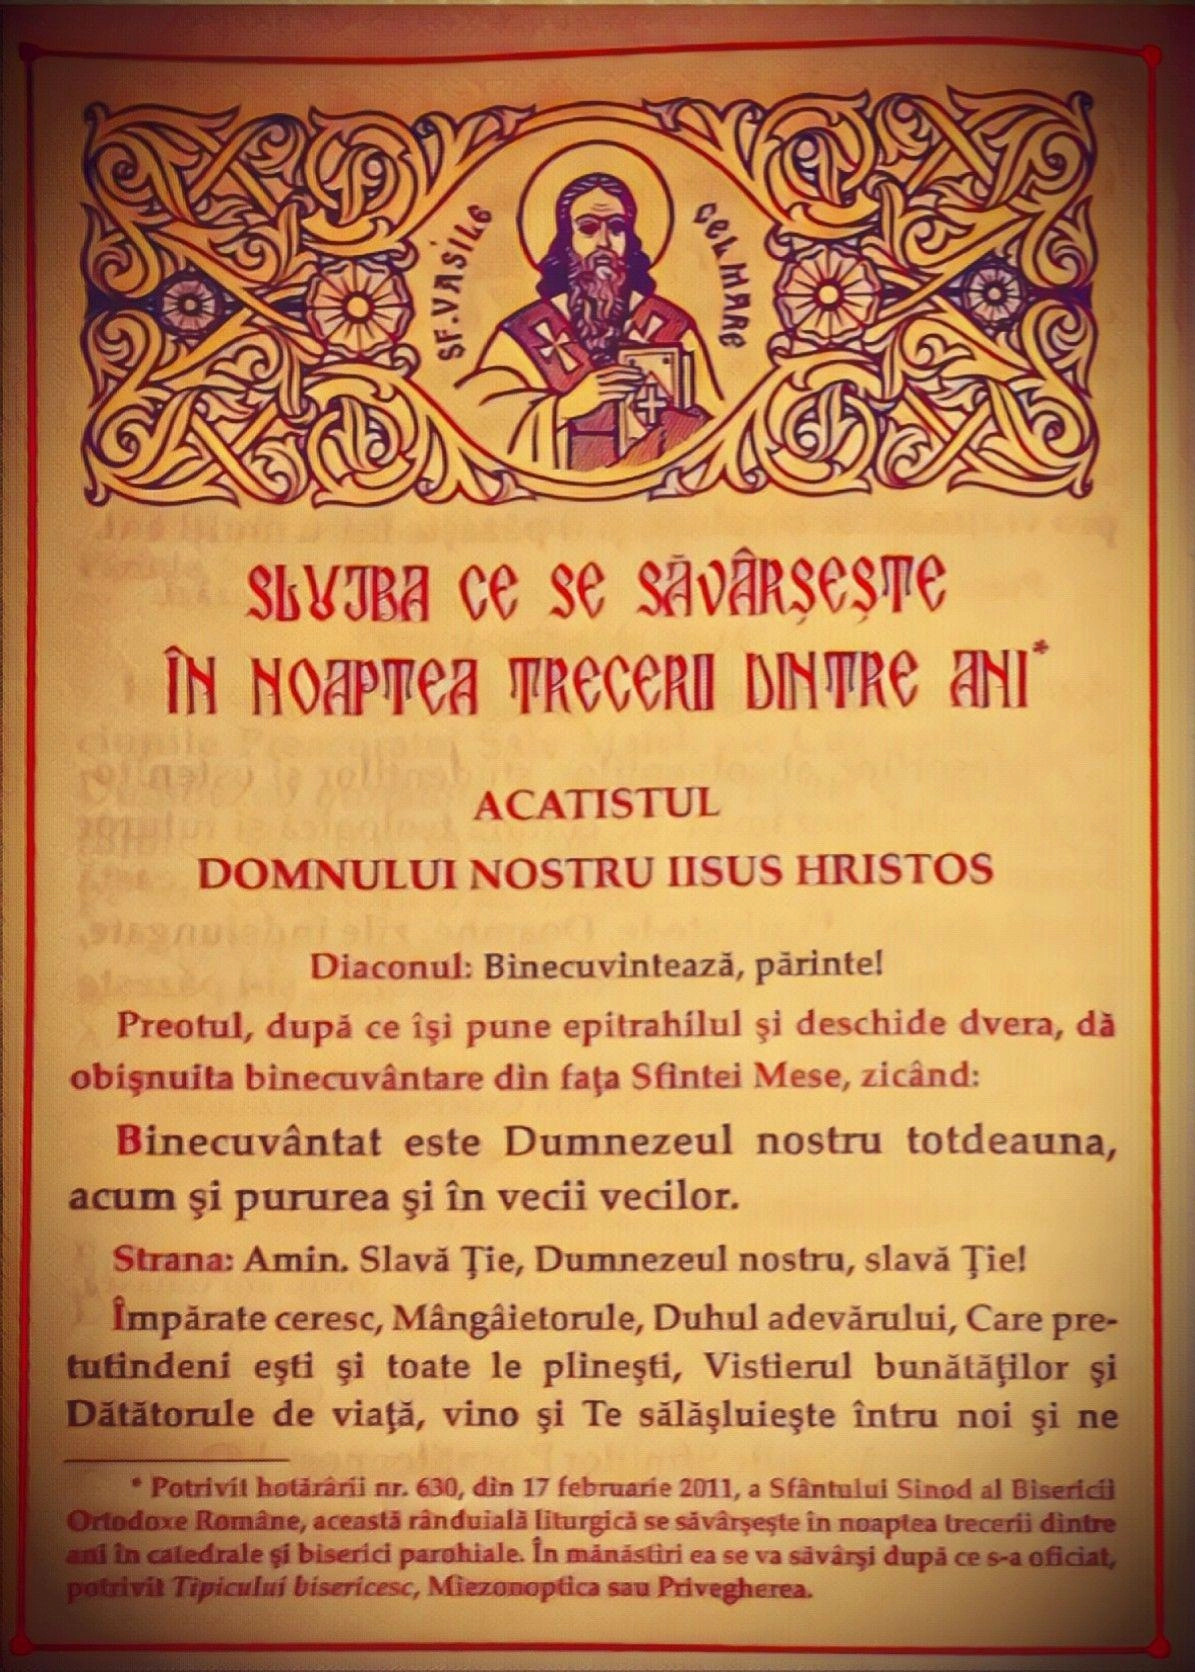 SF. VASILE CEL MARE
SLUJBA CE SE SĂVÂRȘEȘTE
ÎN NOAPTEA TRECERII DINTRE ANI*
ACATISTUL
DOMNULUI NOSTRU IISUS HRISTOS
Diaconul: Binecuvintează, părinte!
Preotul, după ce îşi pune epitrahilul şi deschide dvera, dă
obişnuita binecuvântare din faţa Sfintei Mese, zicând:
Binecuvântat este Dumnezeul nostru totdeauna,
acum şi pururea şi în vecii vecilor.
Strana: Amin. Slavă Ţie, Dumnezeul nostru, slavă Ţie!
Împărate ceresc, Mângâietorule, Duhul adevărului, Care pre-
tutindeni eşti şi toate le plineşti, Vistierul bunătăţilor şi
Dătătorule de viaţă, vino şi Te sălăşluieşte întru noi şi ne
* Potrivit hotărârii nr. 630, din 17 februarie 2011, a Sfântului Sinod al Bisericii
Ortodoxe Române, această rânduială liturgică se săvârşeşte în noaptea trecerii dintre
ani în catedrale şi biserici parohiale. În mănăstiri ea se va săvârşi după ce s-a oficiat,
potrivit Tipicului bisericesc, Miezonoptica sau Privegherea.